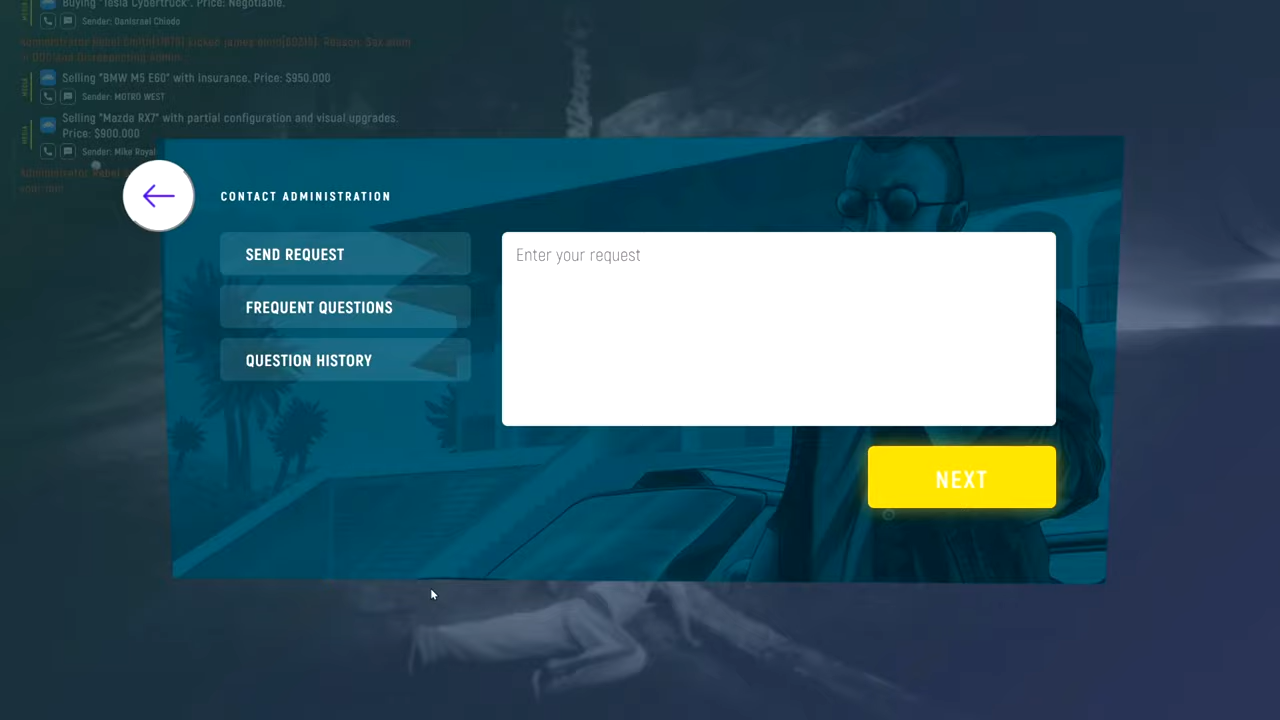 Buying "Tesla Cybertruck". Price: Negotiable.
Sender: DanIsrael Chiodo
Selling "BMW M5 E60" with Insurance. Price: $950.000
Sender: MOTRO WEST
Selling "Mazda RX7" with partial configuration and visual upgrades.
Price: $900.000
Sender: Mike Royal
Administrator Rebel
CONTACT ADMINISTRATION
SEND REQUEST
FREQUENT QUESTIONS
QUESTION HISTORY
Enter your request
NEXT